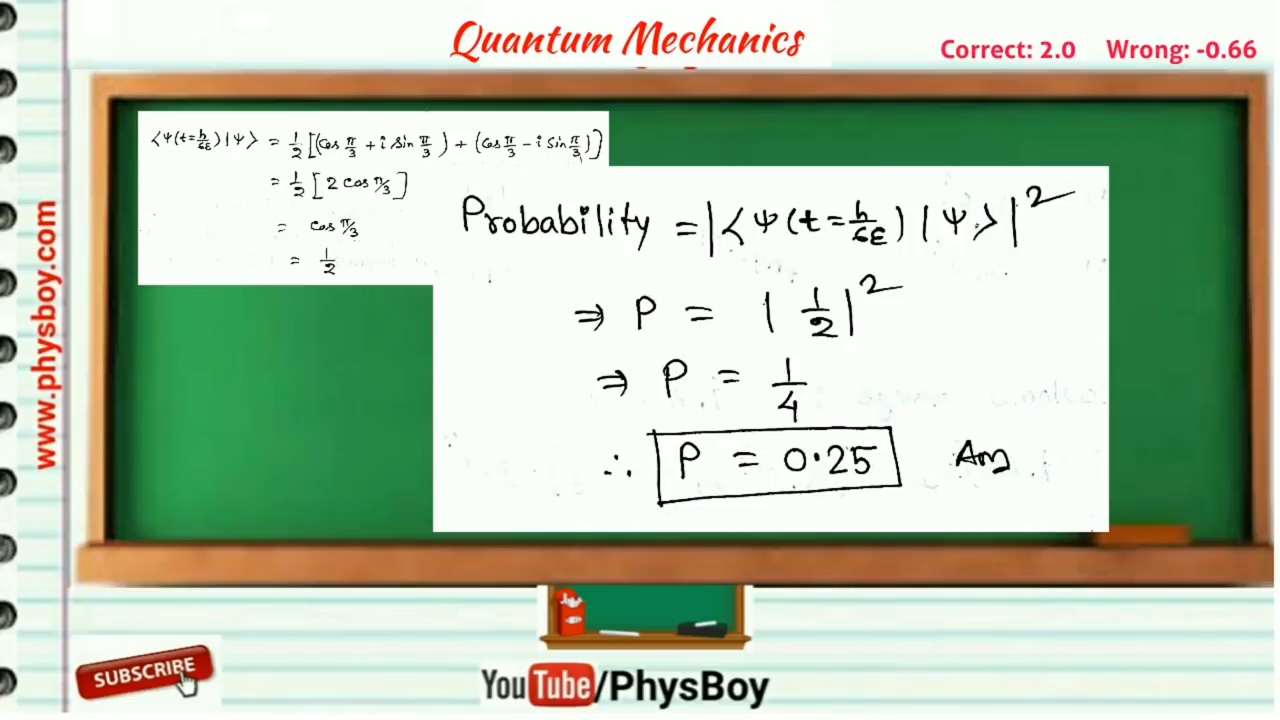 Quantum Mechanics
Correct: 2.0 Wrong: -0.66
⟨Ψ(t=h/6E)|Ψ⟩ = 1/2[(Cos π/3 + i Sin π/3) + (Cos π/3 - i Sin π/3)]
= 1/2 [2 cos π/3]
= cos π/3
= 1/2
Probability = |⟨Ψ(t=h/6E)|Ψ⟩|²
⇒ P = |1/2|²
⇒ P = 1/4
∴ P = 0.25 Ans
www.physboy.com
SUBSCRIBE
YouTube/PhysBoy